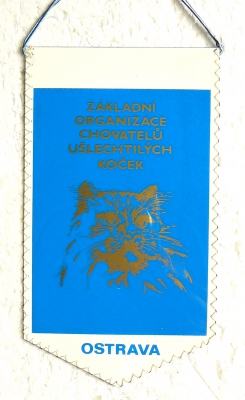 ZÁKLADNÍ
ORGANIZACE
CHOVATELŮ
UŠLECHTILÝCH
KOČEK
OSTRAVA